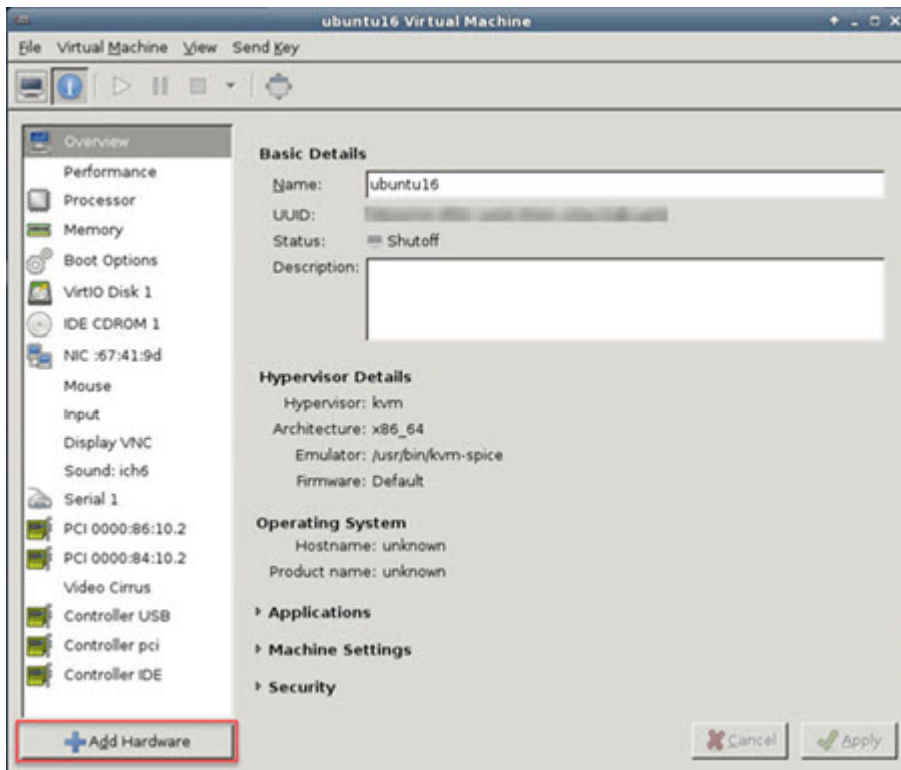 ubuntu16 Virtual Machine
File Virtual Machine View Send Key
Overview
Performance
Processor
Memory
Boot Options
VirtIO Disk 1
IDE CDROM 1
NIC :67:41:9d
Mouse
Input
Display VNC
Sound: ich6
Serial 1
PCI 0000:86:10.2
PCI 0000:84:10.2
Video Cirrus
Controller USB
Controller pci
Controller IDE
Add Hardware
Basic Details
Name: ubuntu16
UUID:
Status: Shutoff
Description:
Hypervisor Details
Hypervisor: kvm
Architecture: x86_64
Emulator: /usr/bin/kvm-spice
Firmware: Default
Operating System
Hostname: unknown
Product name: unknown
Applications
Machine Settings
Security
Cancel Apply